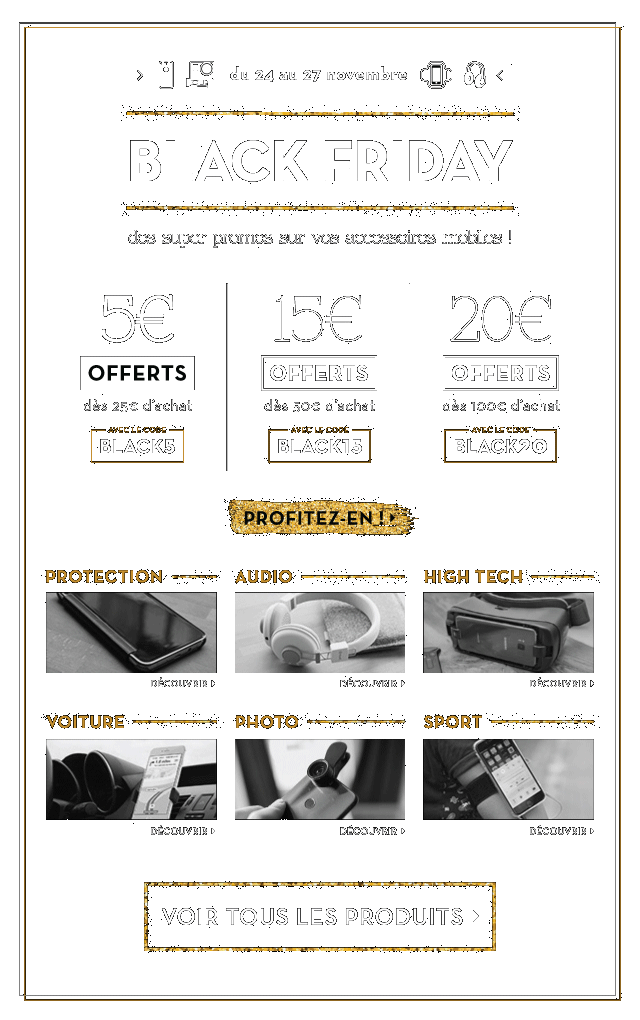 du 24 au 27 novembre
BLACK FRIDAY
des super promos sur vos accessoires mobiles !
5€
OFFERTS
dès 25€ d'achat
AVEC LE CODE
BLACK5
15€
OFFERTS
dès 50€ d'achat
AVEC LE CODE
BLACK15
20€
OFFERTS
dès 100€ d'achat
AVEC LE CODE
BLACK20
PROFITEZ-EN !
PROTECTION
AUDIO
HIGH TECH
DÉCOUVRIR
DÉCOUVRIR
DÉCOUVRIR
VOITURE
PHOTO
SPORT
DÉCOUVRIR
DÉCOUVRIR
DÉCOUVRIR
VOIR TOUS LES PRODUITS